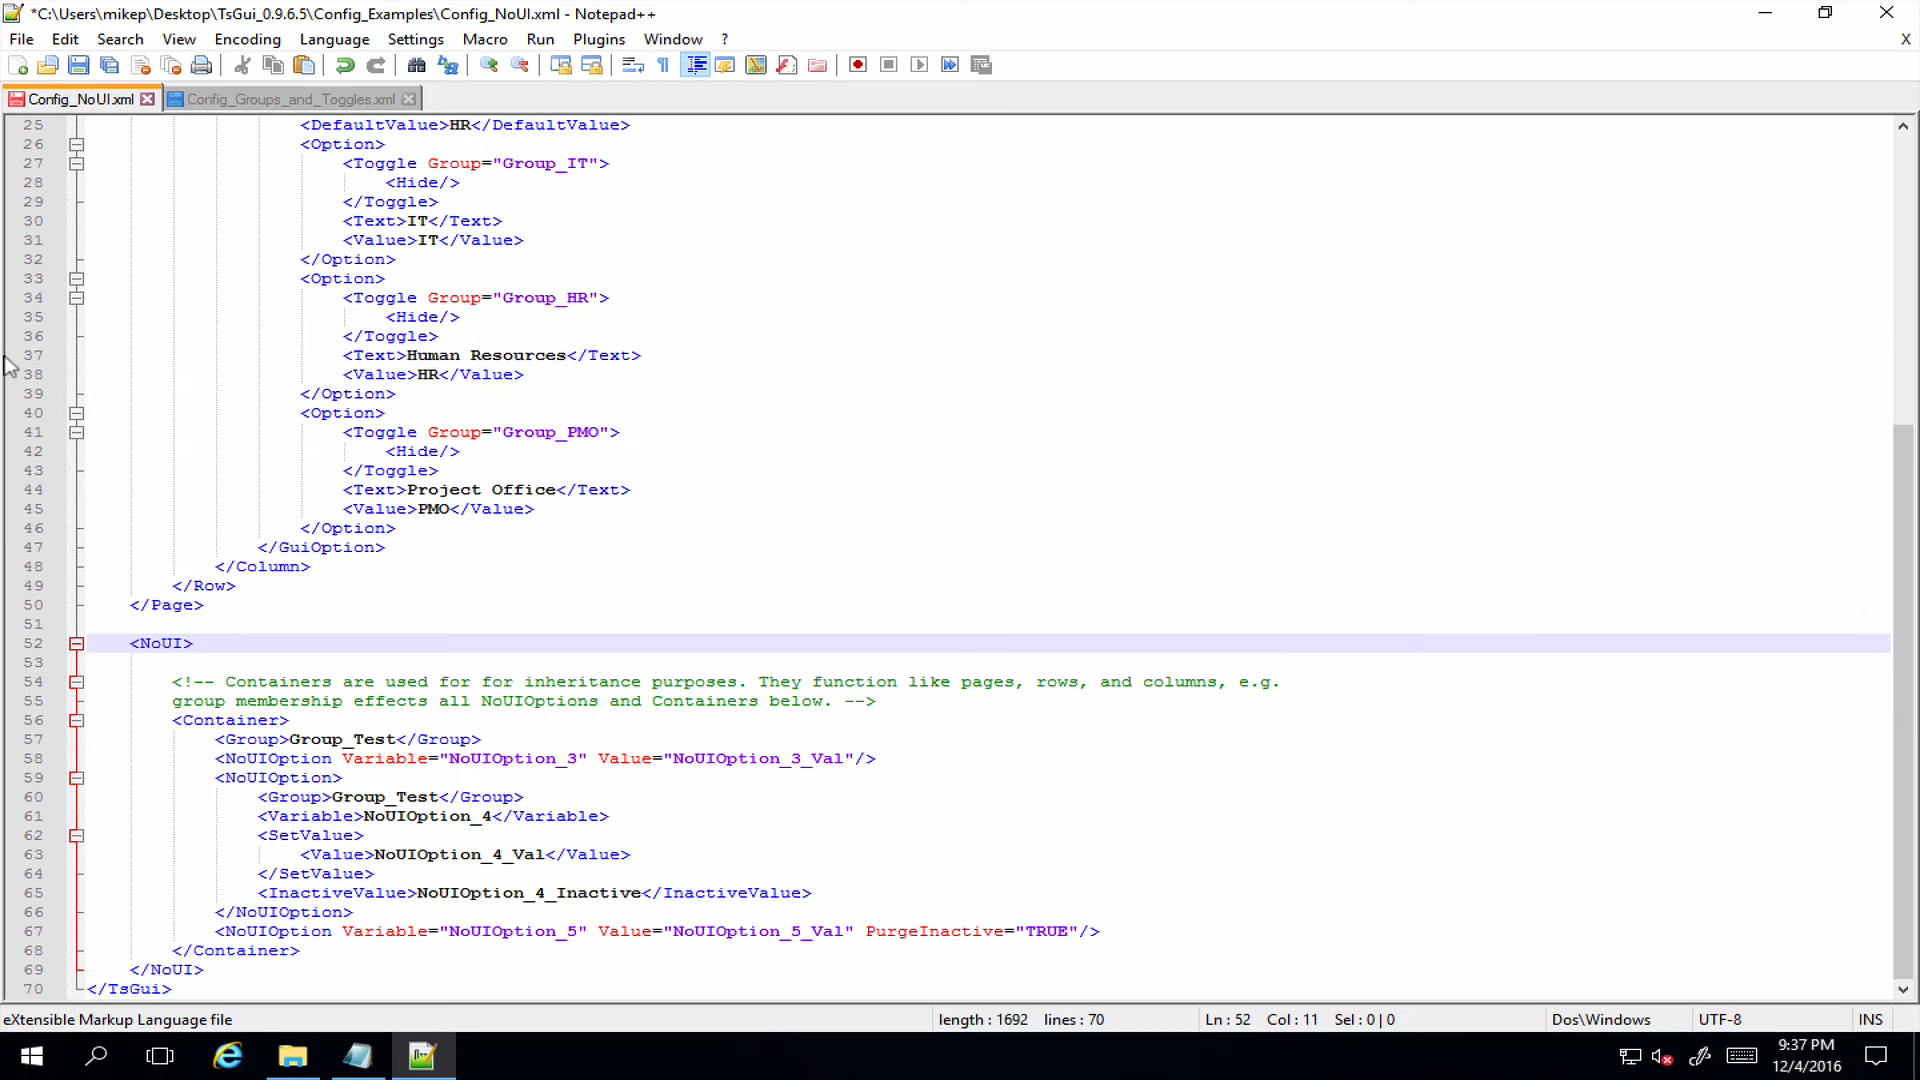 *C:\Users\mikep\Desktop\TsGui_0.9.6.5\Config_Examples\Config_NoUI.xml - Notepad++
File Edit Search View Encoding Language Settings Macro Run Plugins Window ? X
Config_NoUI.xml Config_Groups_and_Toggles.xml
25 <DefaultValue>HR</DefaultValue>
26 <Option>
27 <Toggle Group="Group_IT">
28 <Hide/>
29 </Toggle>
30 <Text>IT</Text>
31 <Value>IT</Value>
32 </Option>
33 <Option>
34 <Toggle Group="Group_HR">
35 <Hide/>
36 </Toggle>
37 <Text>Human Resources</Text>
38 <Value>HR</Value>
39 </Option>
40 <Option>
41 <Toggle Group="Group_PMO">
42 <Hide/>
43 </Toggle>
44 <Text>Project Office</Text>
45 <Value>PMO</Value>
46 </Option>
47 </GuiOption>
48 </Column>
49 </Row>
50 </Page>
51
52 <NoUI>
53
54 <!-- Containers are used for for inheritance purposes. They function like pages, rows, and columns, e.g.
55 group membership effects all NoUIOptions and Containers below. -->
56 <Container>
57 <Group>Group_Test</Group>
58 <NoUIOption Variable="NoUIOption_3" Value="NoUIOption_3_Val"/>
59 <NoUIOption>
60 <Group>Group_Test</Group>
61 <Variable>NoUIOption_4</Variable>
62 <SetValue>
63 <Value>NoUIOption_4_Val</Value>
64 </SetValue>
65 <InactiveValue>NoUIOption_4_Inactive</InactiveValue>
66 </NoUIOption>
67 <NoUIOption Variable="NoUIOption_5" Value="NoUIOption_5_Val" PurgeInactive="TRUE"/>
68 </Container>
69 </NoUI>
70 </TsGui>
eXtensible Markup Language file length : 1692 lines : 70 Ln : 52 Col : 11 Sel : 0 | 0 Dos\Windows UTF-8 INS
9:37 PM
12/4/2016